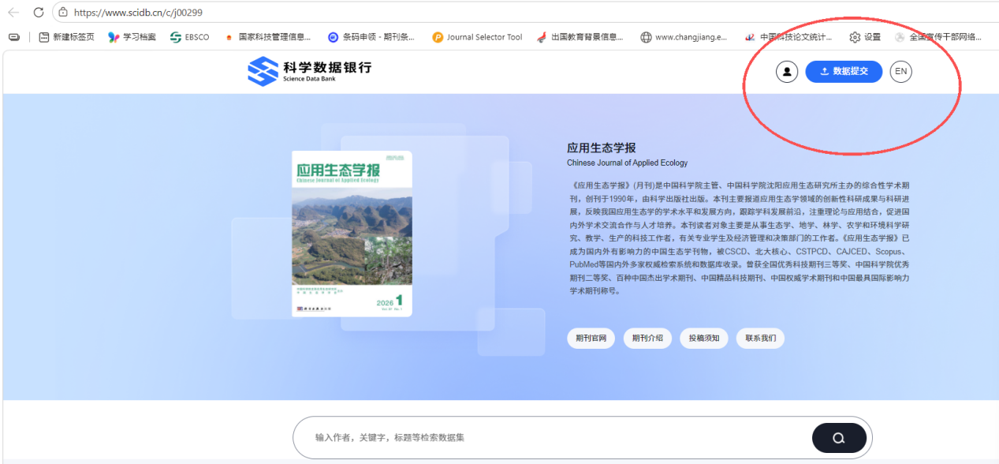 https://www.scidb.cn/c/j00299
新建标签页 学习档案 EBSCO 国家科技管理信息... 条码申领 - 期刊条... Journal Selector Tool 出国教育背景信息... www.changjiang.e... 中国科技论文统计... 设置 全国宣传干部网络...
科学数据银行
Science Data Bank
数据提交 EN
应用生态学报
Chinese Journal of Applied Ecology
2026 1
应用生态学报
Chinese Journal of Applied Ecology
《应用生态学报》(月刊)是中国科学院主管、中国科学院沈阳应用生态研究所主办的综合性学术期
刊，创刊于1990年，由科学出版社出版。本刊主要报道应用生态学领域的创新性科研成果与科研进
展，反映我国应用生态学的学术水平和发展方向，跟踪学科发展前沿，注重理论与应用结合，促进国
内外学术交流合作与人才培养。本刊读者对象主要是从事生态学、地学、林学、农学和环境科学研
究、教学、生产的科技工作者，有关专业学生及经济管理和决策部门的工作者。《应用生态学报》已
成为国内外有影响力的中国生态学刊物，被CSCD、北大核心、CSTPCD、CAJCED、Scopus、
PubMed等国内外多家权威检索系统和数据库收录。曾获全国优秀科技期刊三等奖、中国科学院优秀
期刊二等奖、百种中国杰出学术期刊、中国精品科技期刊、中国权威学术期刊和中国最具国际影响力
学术期刊称号。
期刊官网 期刊介绍 投稿须知 联系我们
输入作者，关键字，标题等检索数据集